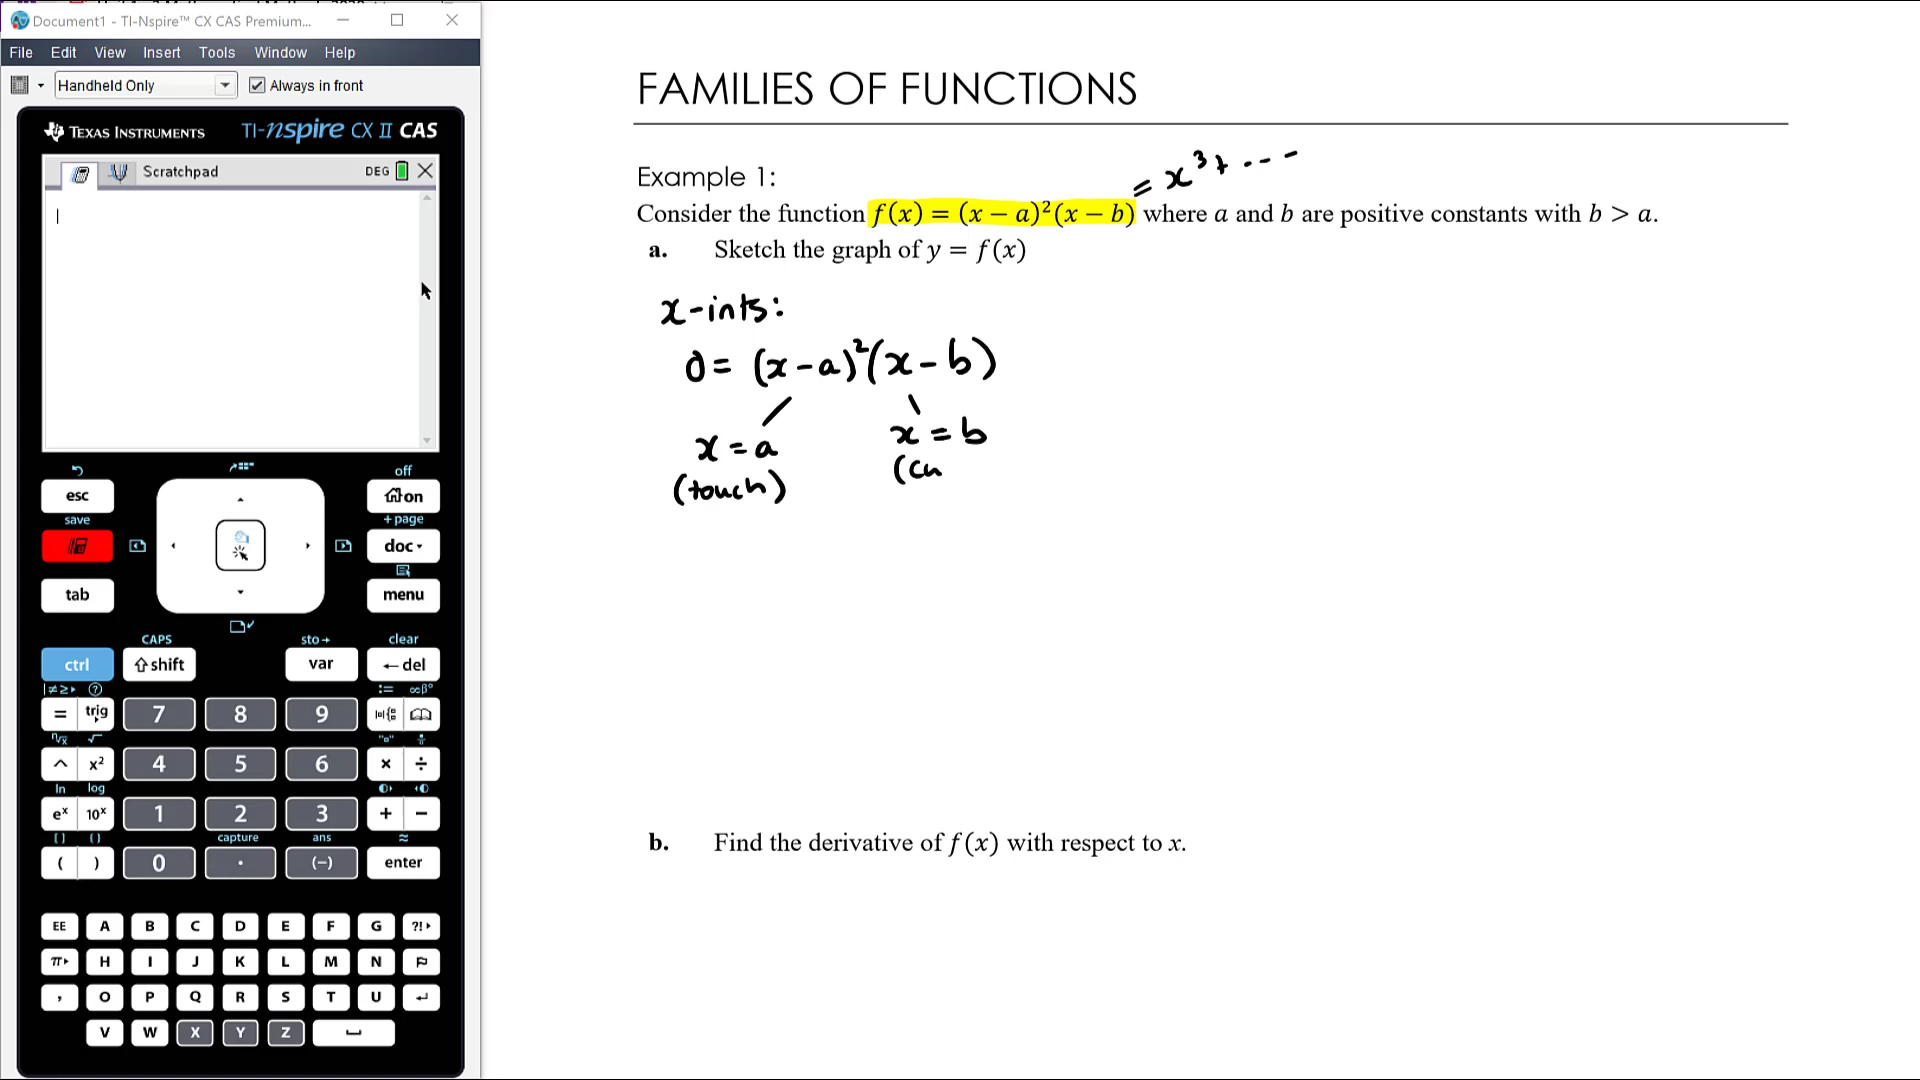 Document1 - TI-Nspire™ CX CAS Premium...
File Edit View Insert Tools Window Help
Handheld Only Always in front
TEXAS INSTRUMENTS TI-nspire CX II CAS
Scratchpad DEG
off
esc on
save + page
doc
tab menu
CAPS sto→ clear
ctrl ⇧shift var ←del
|≠≥▸ ? := ∞β°
= trig 7 8 9
ⁿ√x √ "□" 
^ x² 4 5 6 × ÷
ln log
eˣ 10ˣ 1 2 3 + −
[ ] { } capture ans ≈
( ) 0 . (−) enter
EE A B C D E F G ?!▸
π▸ H I J K L M N
, O P Q R S T U ↵
V W X Y Z
FAMILIES OF FUNCTIONS
= x³ + ---
Example 1:
Consider the function f(x) = (x − a)²(x − b) where a and b are positive constants with b > a.
a. Sketch the graph of y = f(x)
x-ints:
0 = (x - a)²(x - b)
x = a x = b
(touch) (cu
b. Find the derivative of f(x) with respect to x.